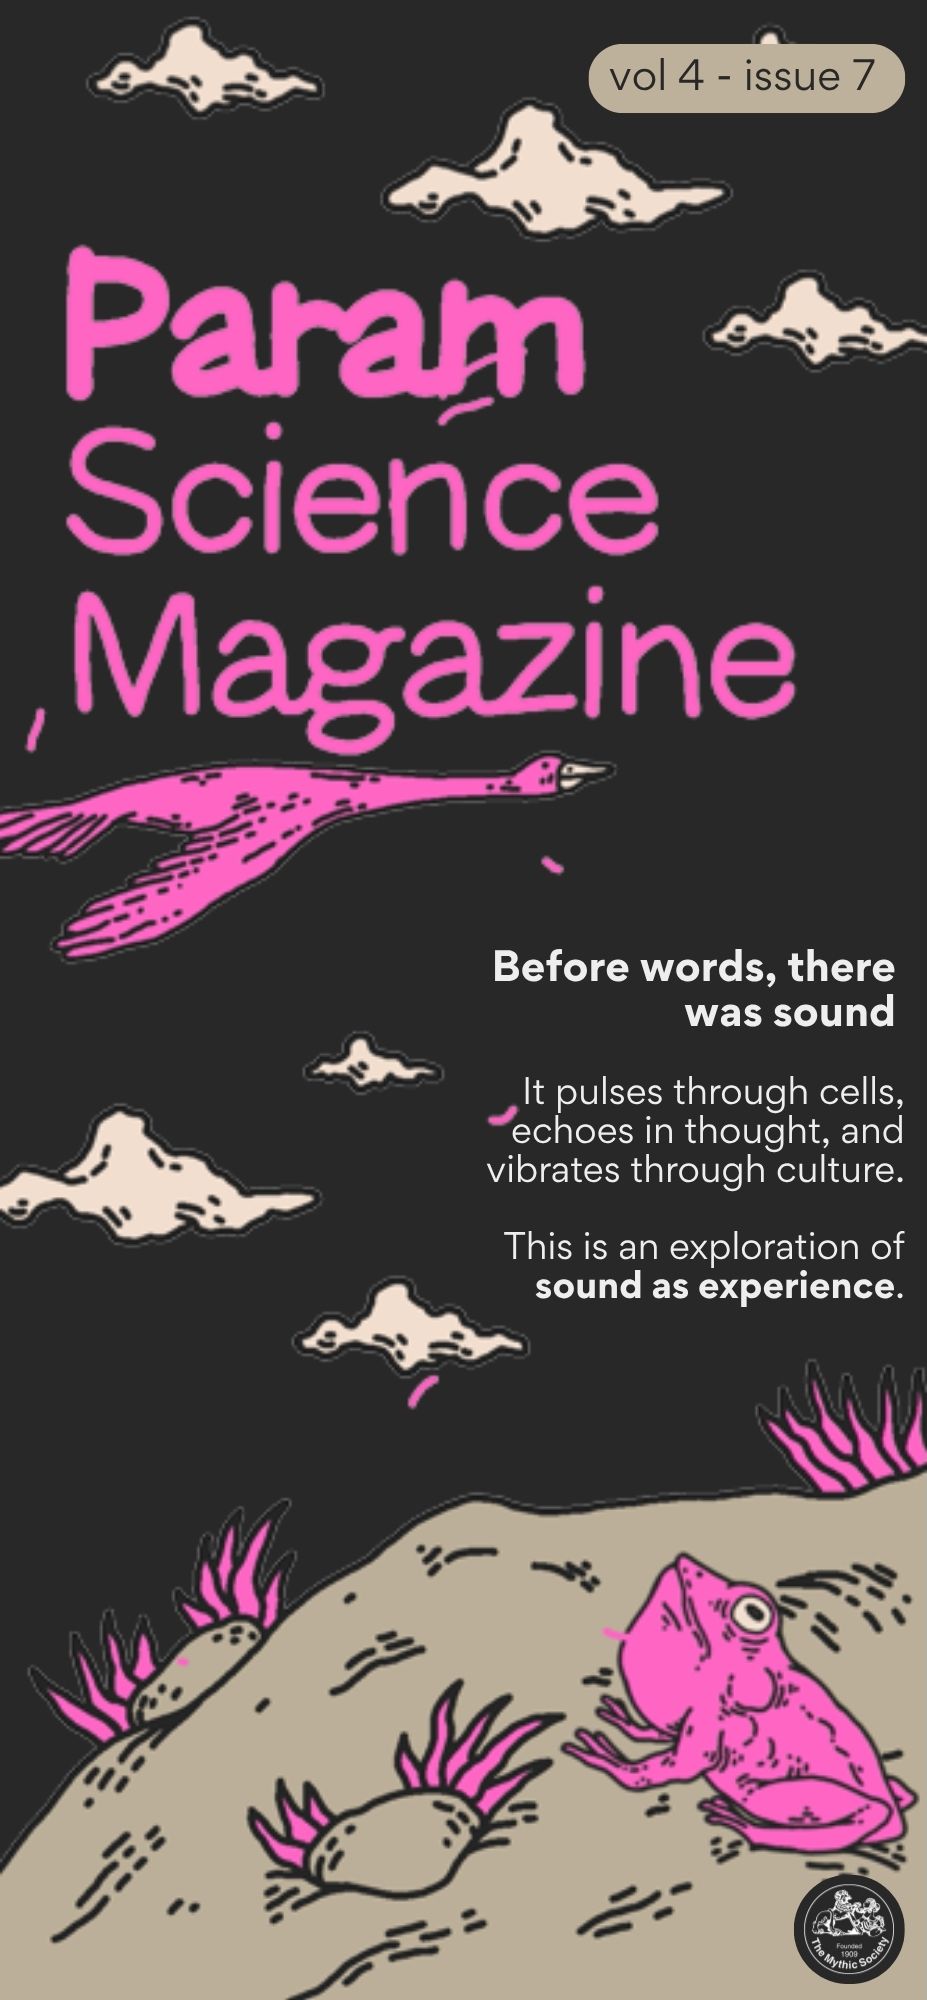 vol 4 - issue 7
Param
Science
Magazine
Before words, there
was sound
It pulses through cells,
echoes in thought, and
vibrates through culture.
This is an exploration of
sound as experience.
Founded
1909
The Mythic Society